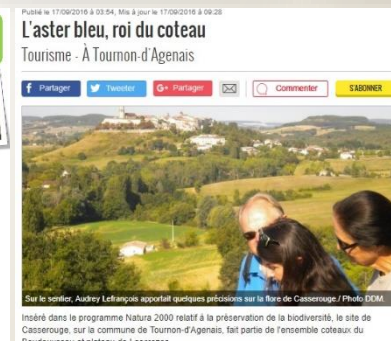 Publié le 17/09/2016 à 03:54, Mis à jour le 17/09/2016 à 09:28
L'aster bleu, roi du coteau
Tourisme - À Tournon-d'Agenais
Partager
Tweeter
G+ Partager
Commenter
S'ABONNER
Sur le sentier, Audrey Lefrançois apportait quelques précisions sur la flore de Casserouge./ Photo DDM.
Inséré dans le programme Natura 2000 relatif à la préservation de la biodiversité, le site de
Casserouge, sur la commune de Tournon-d'Agenais, fait partie de l'ensemble coteaux du